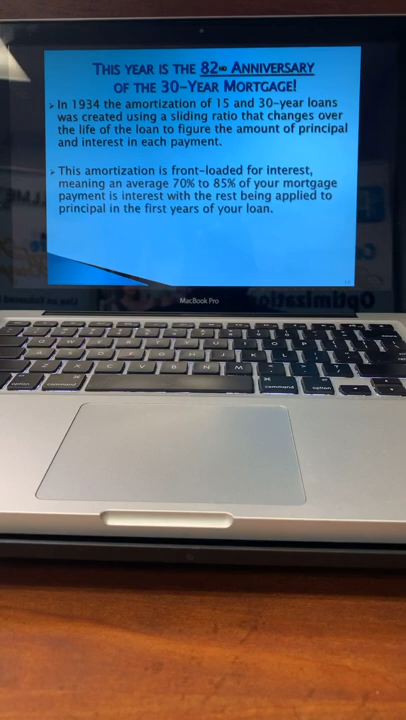 THIS YEAR IS THE 82ND ANNIVERSARY
OF THE 30-YEAR MORTGAGE!
➢ In 1934 the amortization of 15 and 30-year loans
was created using a sliding ratio that changes over
the life of the loan to figure the amount of principal
and interest in each payment.
➢ This amortization is front-loaded for interest,
meaning an average 70% to 85% of your mortgage
payment is interest with the rest being applied to
principal in the first years of your loan.
Optimization
MacBook Pro
Q W E R T Y U I O P
A S D F G H J K L
Z X C V B N M
option command command option